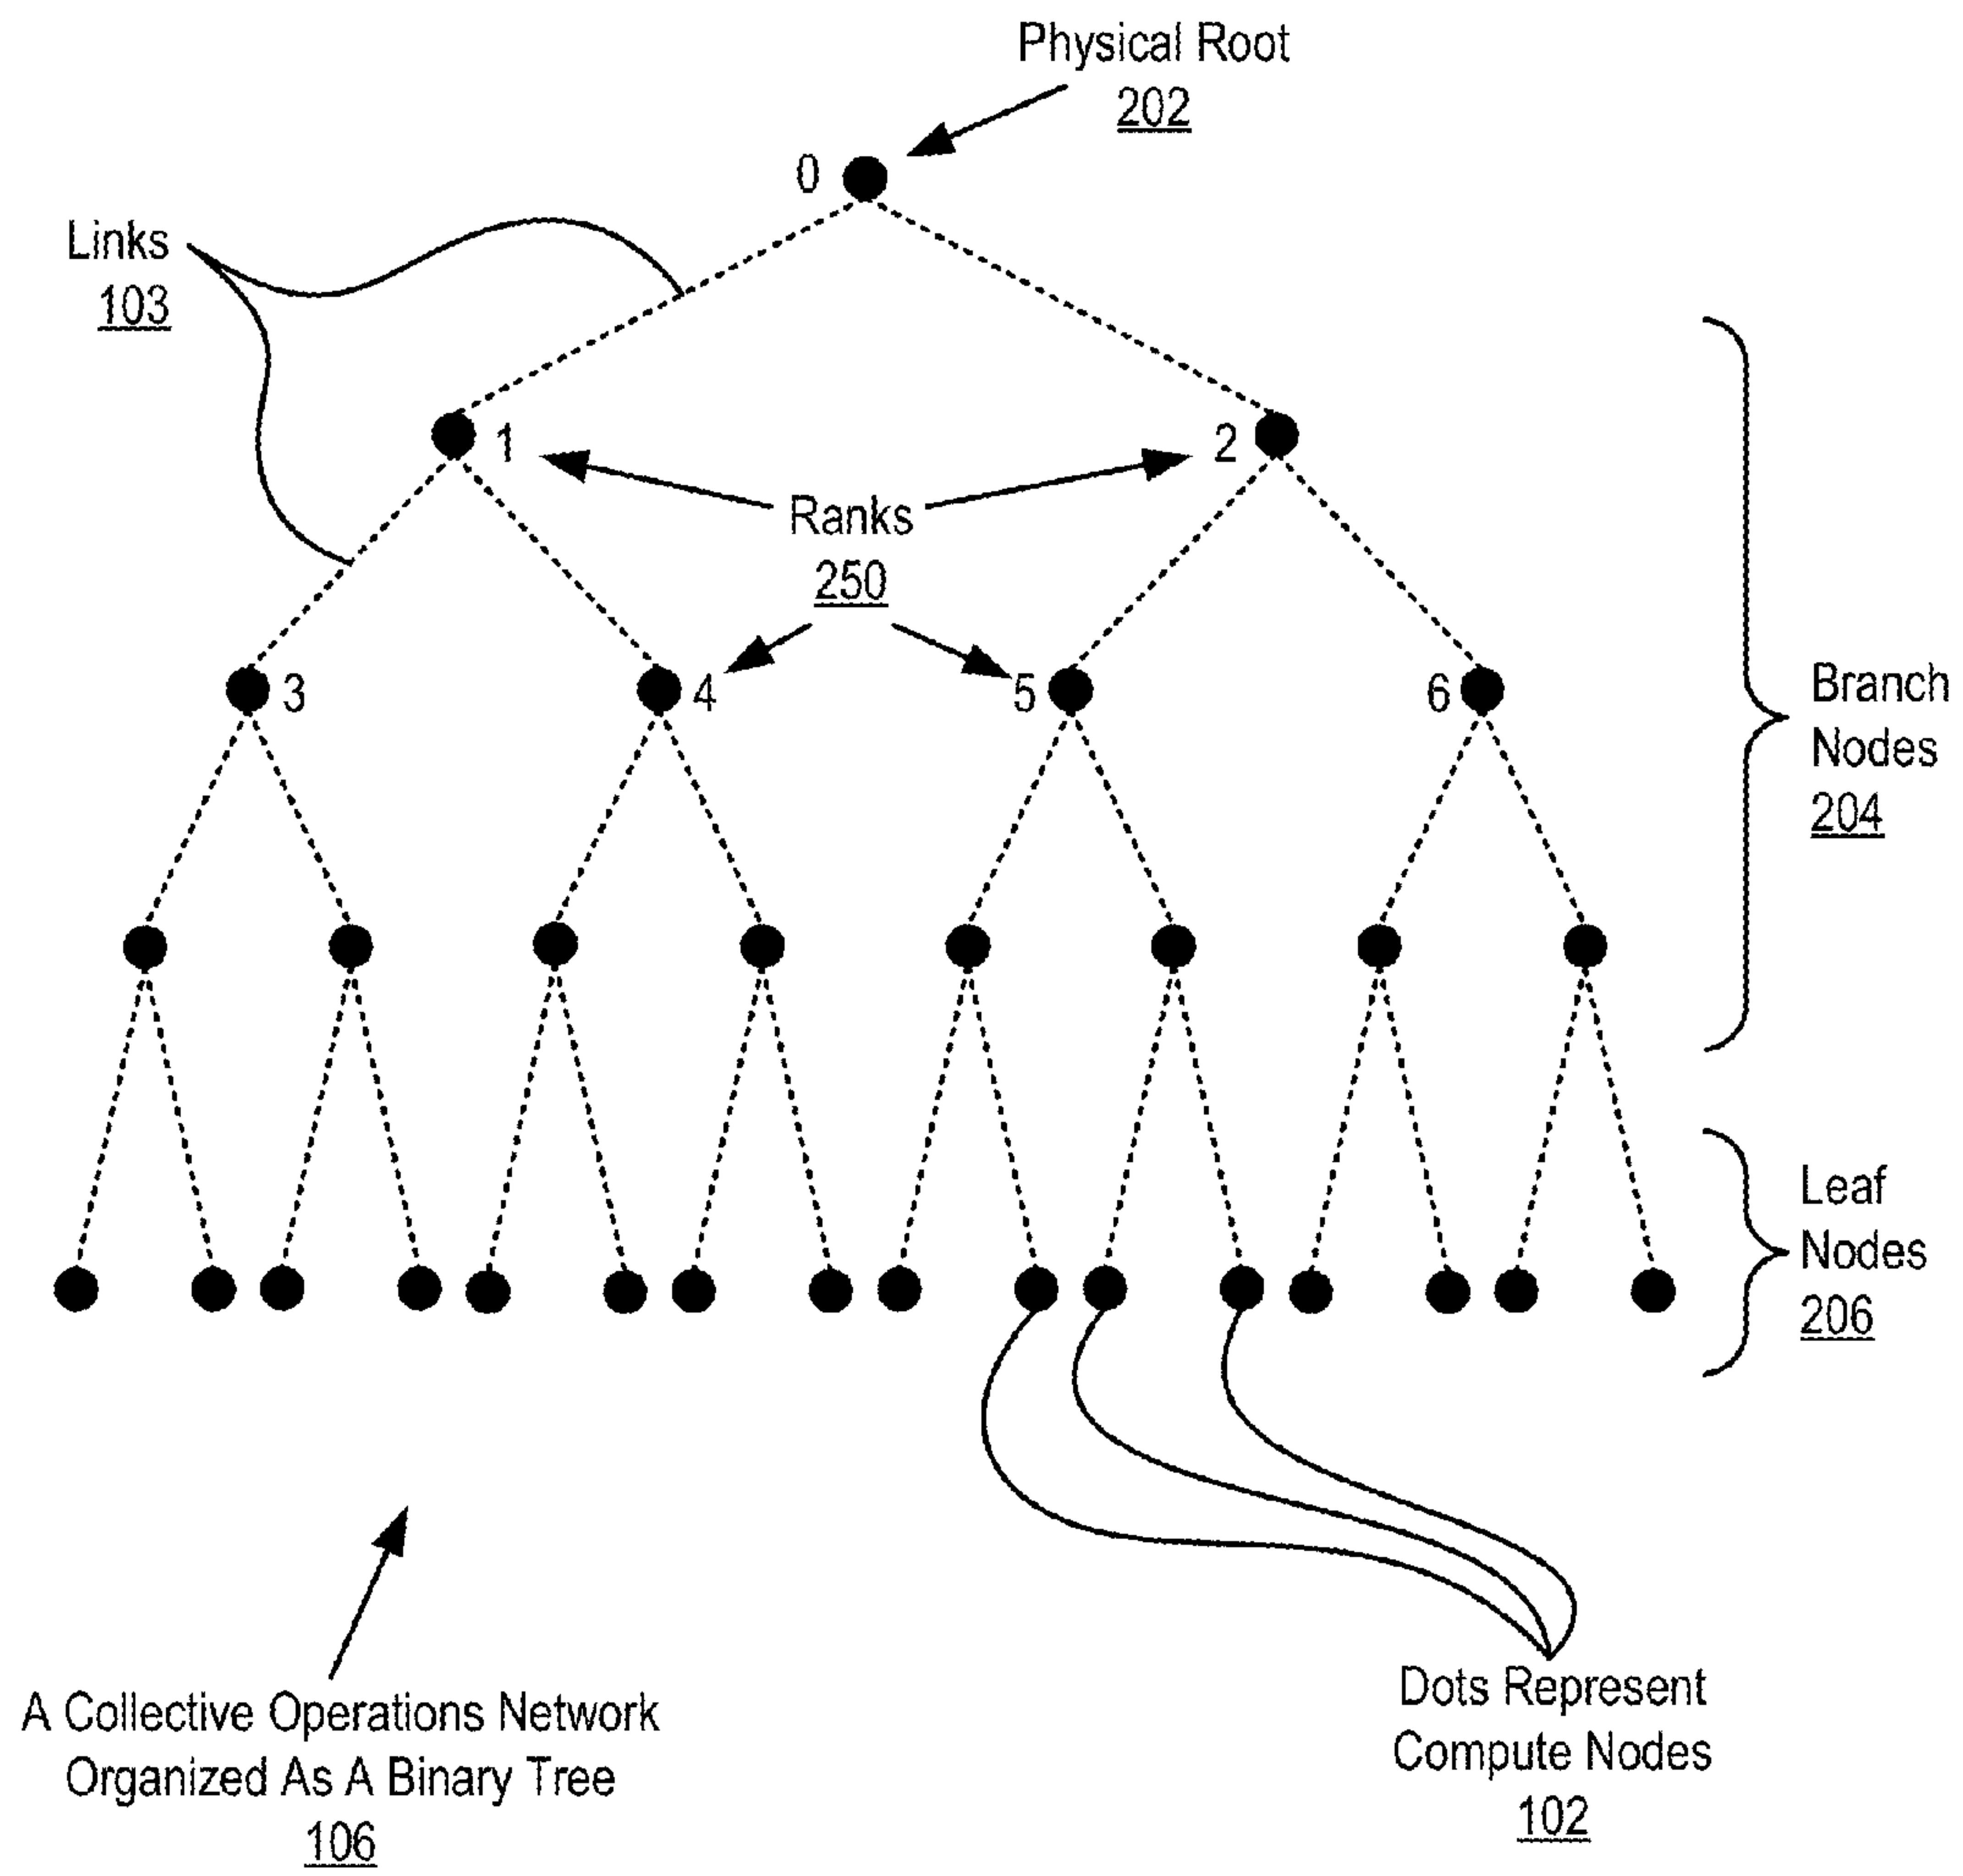 Physical Root
202
0
Links
103
1
2
Ranks
250
3
4
5
6
Branch
Nodes
204
Leaf
Nodes
206
A Collective Operations Network
Organized As A Binary Tree
106
Dots Represent
Compute Nodes
102